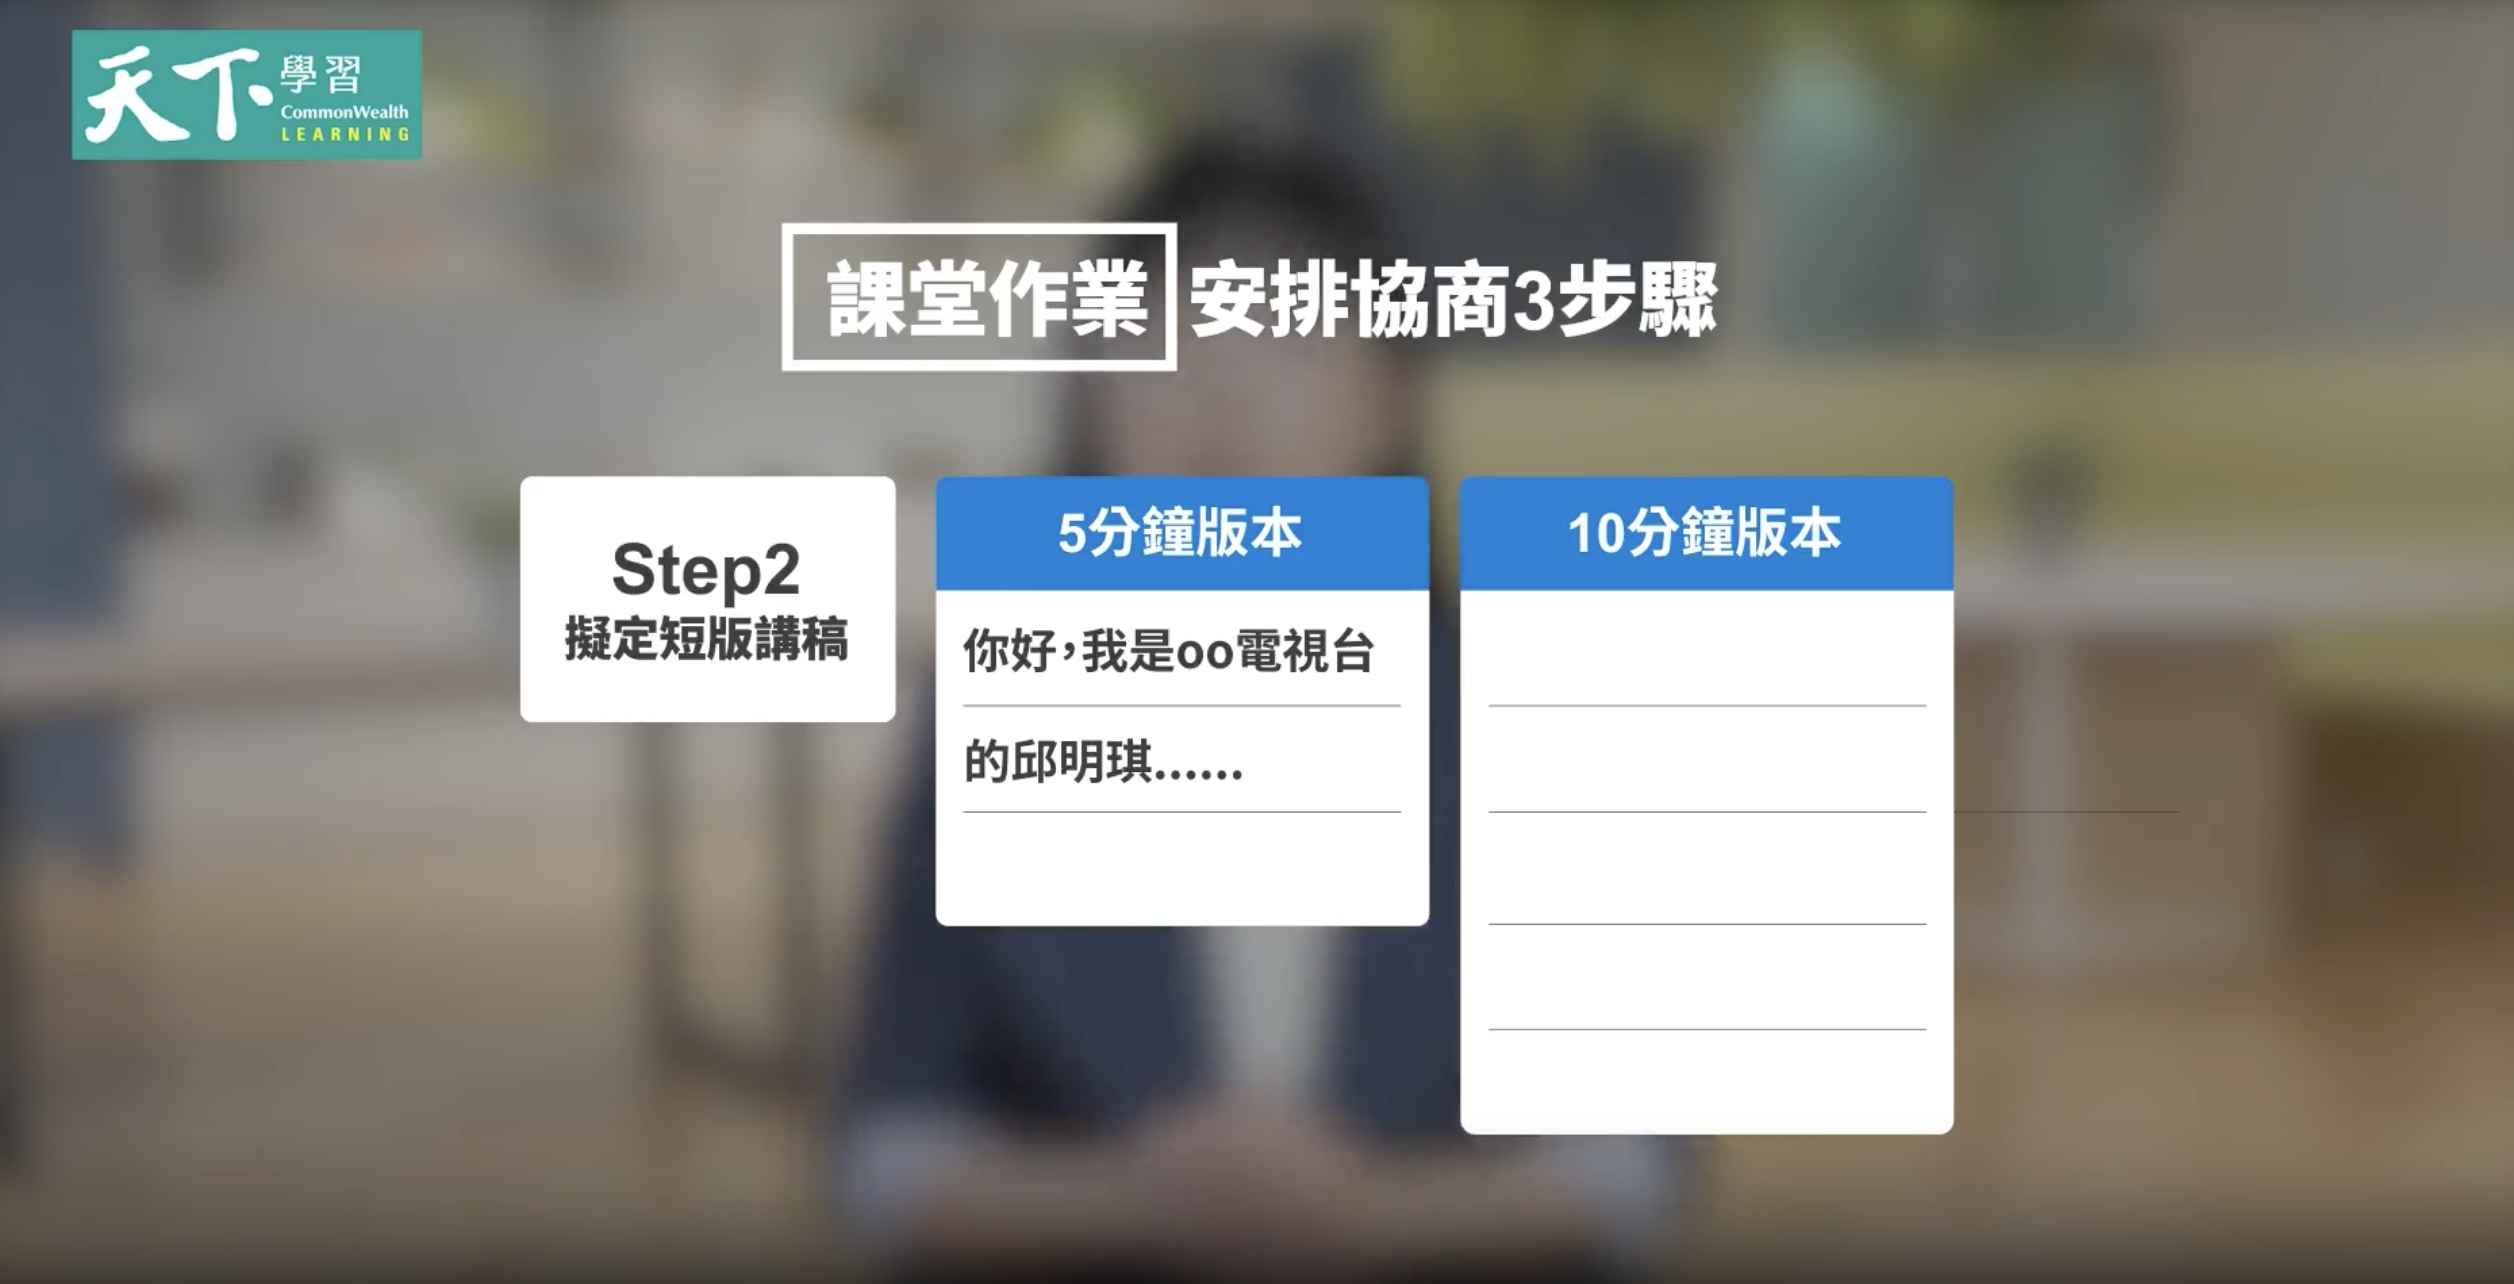 天下學習
CommonWealth
LEARNING
課堂作業 安排協商3步驟
Step2
擬定短版講稿
5分鐘版本
你好，我是oo電視台
的邱明琪......
10分鐘版本